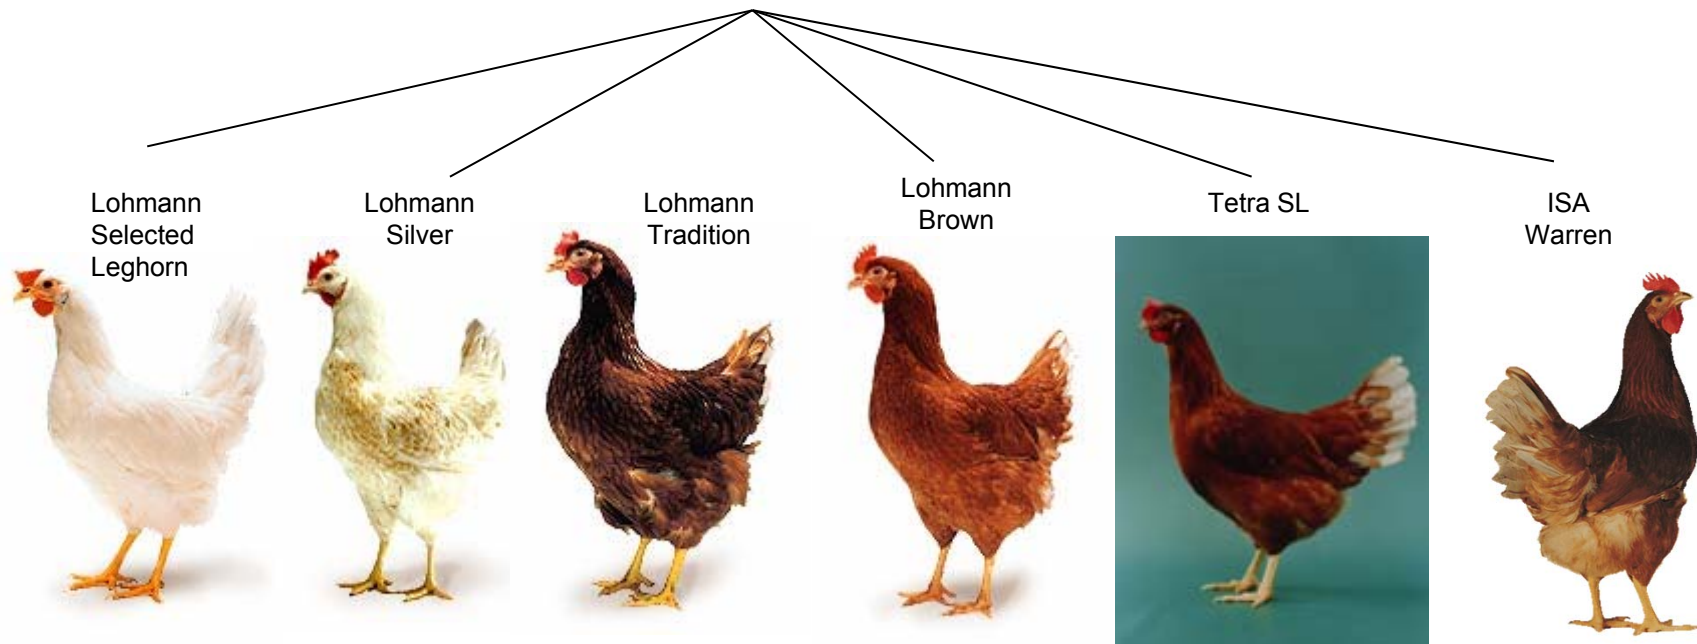 Lohmann
Selected
Leghorn
Lohmann
Silver
Lohmann
Tradition
Lohmann
Brown
Tetra SL
ISA
Warren